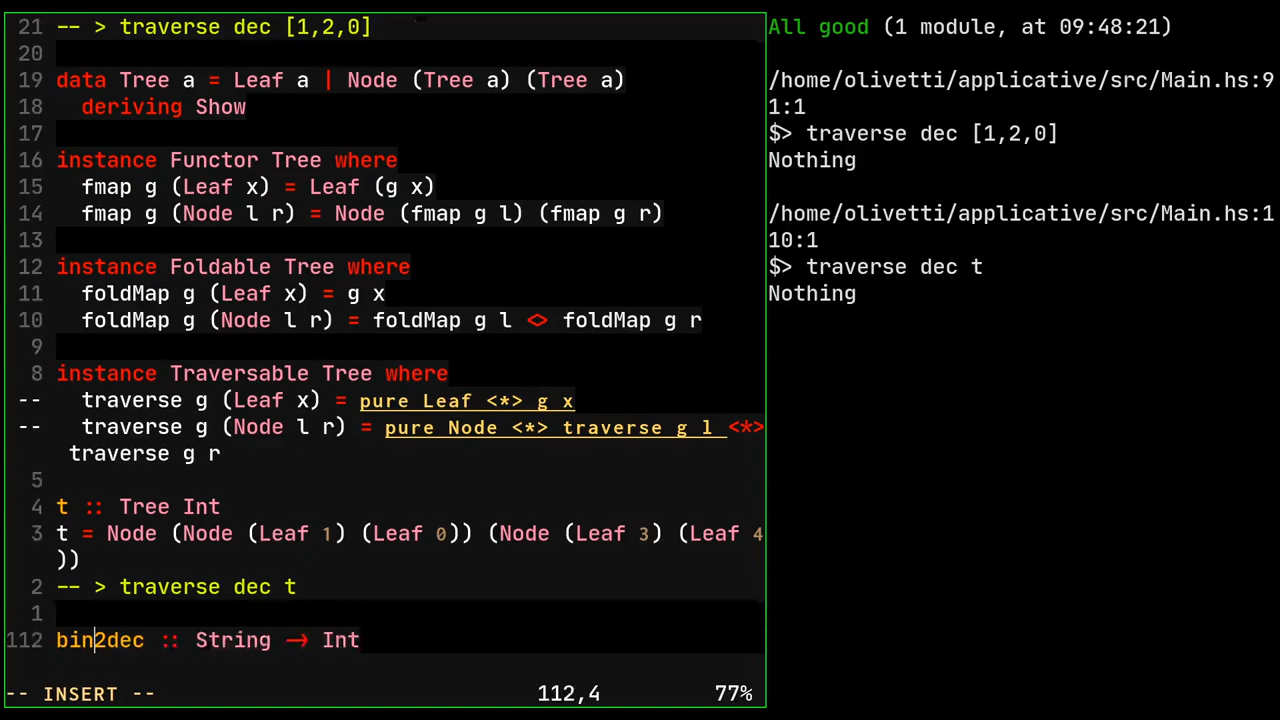 21 -- > traverse dec [1,2,0]
20
19 data Tree a = Leaf a | Node (Tree a) (Tree a)
18   deriving Show
17
16 instance Functor Tree where
15   fmap g (Leaf x) = Leaf (g x)
14   fmap g (Node l r) = Node (fmap g l) (fmap g r)
13
12 instance Foldable Tree where
11   foldMap g (Leaf x) = g x
10   foldMap g (Node l r) = foldMap g l <> foldMap g r
9
8 instance Traversable Tree where
--   traverse g (Leaf x) = pure Leaf <*> g x
--   traverse g (Node l r) = pure Node <*> traverse g l <*>
traverse g r
5
4 t :: Tree Int
3 t = Node (Node (Leaf 1) (Leaf 0)) (Node (Leaf 3) (Leaf 4
))
2 -- > traverse dec t
1
112 bin2dec :: String -> Int
-- INSERT -- 112,4 77%
All good (1 module, at 09:48:21)
/home/olivetti/applicative/src/Main.hs:9
1:1
$> traverse dec [1,2,0]
Nothing
/home/olivetti/applicative/src/Main.hs:1
10:1
$> traverse dec t
Nothing